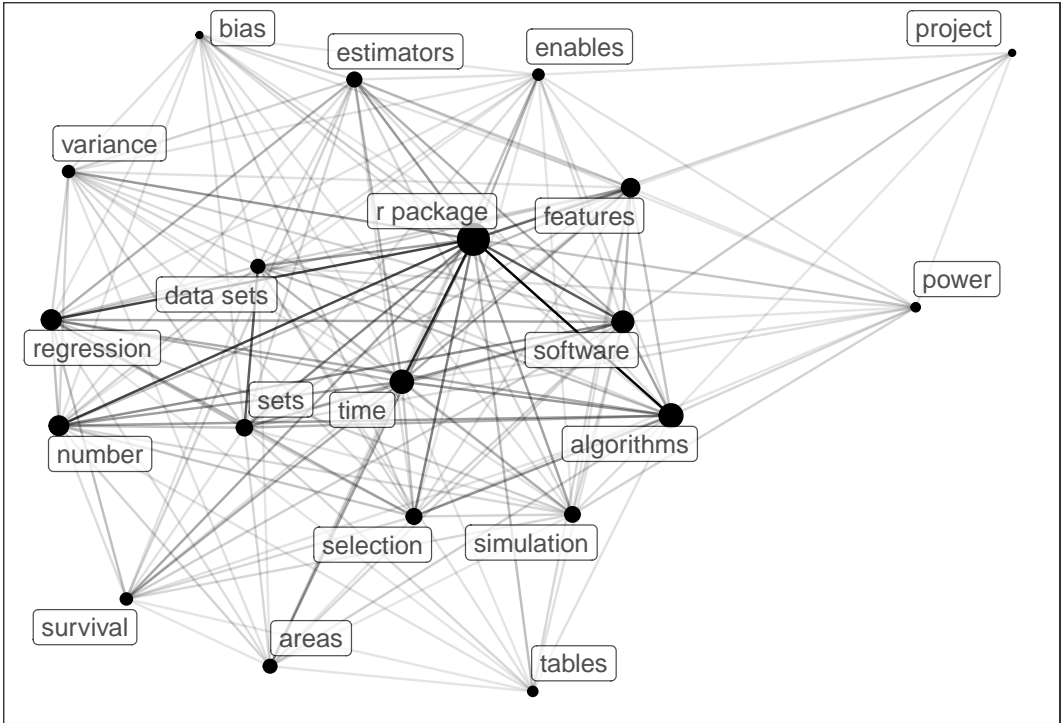 bias
project
estimators
enables
variance
r package
features
data sets
power
regression
software
sets
time
number
algorithms
selection
simulation
survival
areas
tables